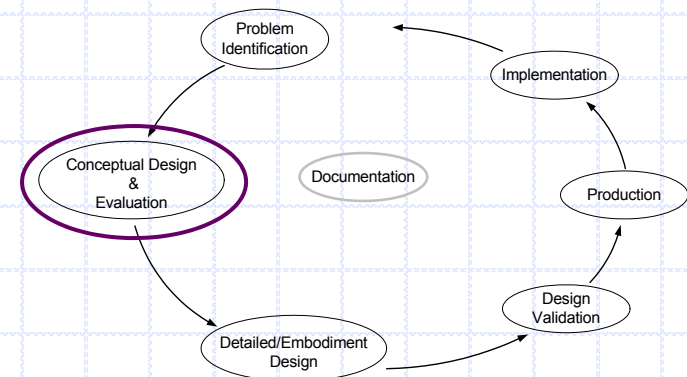 Problem
Identification
Implementation
Conceptual Design
&
Evaluation
Documentation
Production
Design
Validation
Detailed/Embodiment
Design